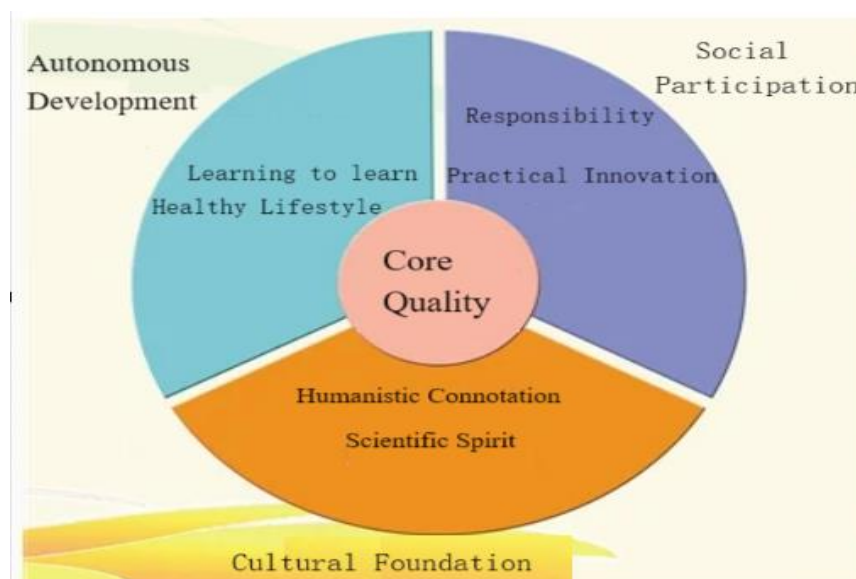 Autonomous
Development
Social
Participation
Responsibility
Practical Innovation
Learning to learn
Healthy Lifestyle
Core
Quality
Humanistic Connotation
Scientific Spirit
Cultural Foundation